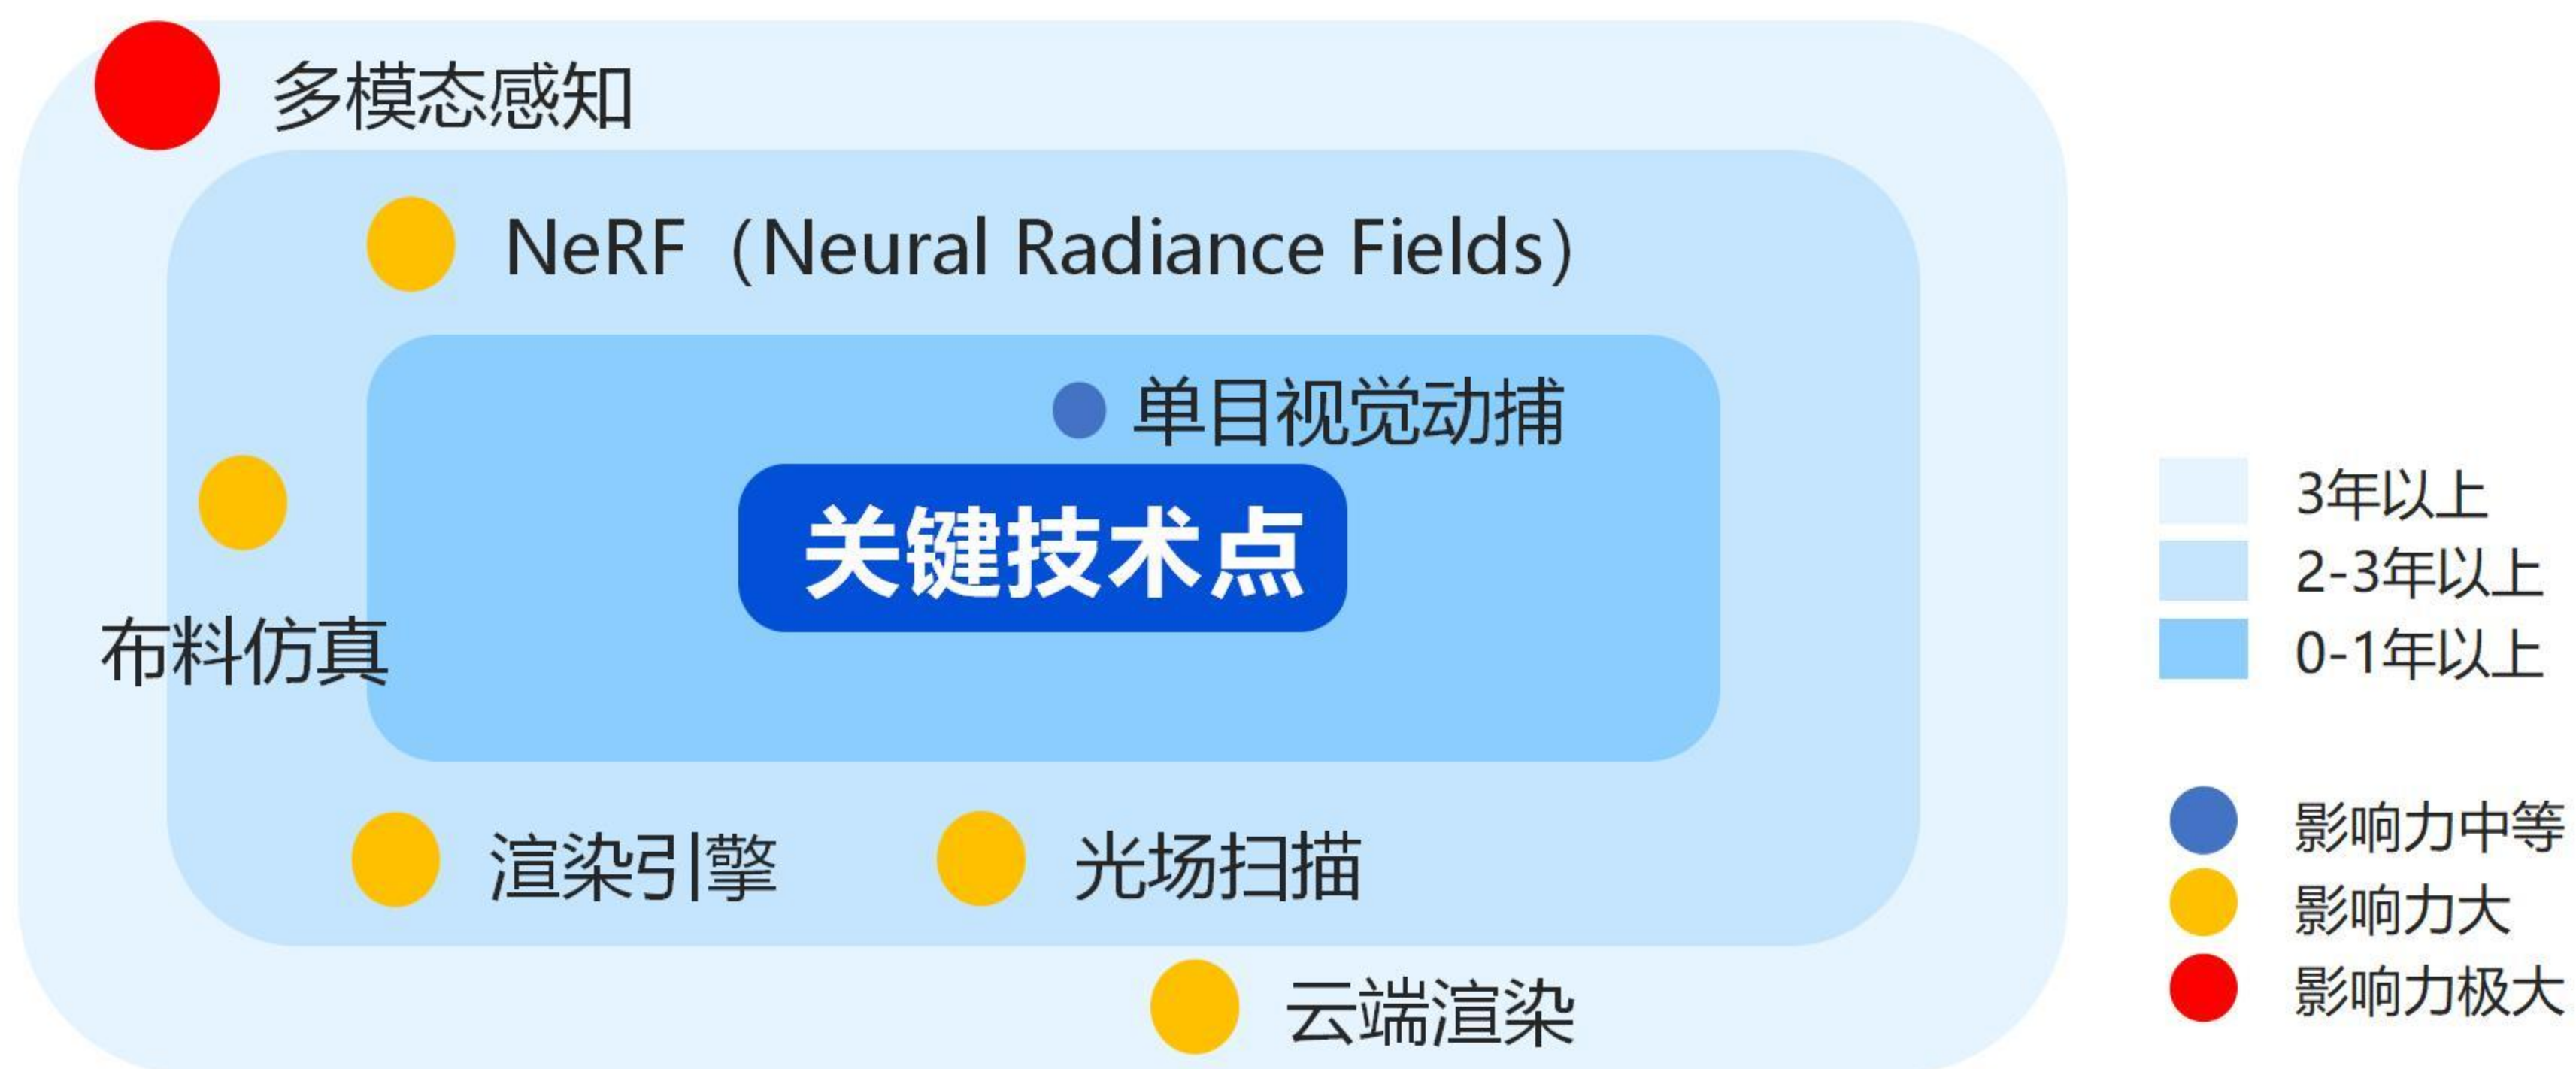 多模态感知
NeRF（Neural Radiance Fields）
单目视觉动捕
关键技术点
布料仿真
渲染引擎
光场扫描
云端渲染
3年以上
2-3年以上
0-1年以上
影响力中等
影响力大
影响力极大